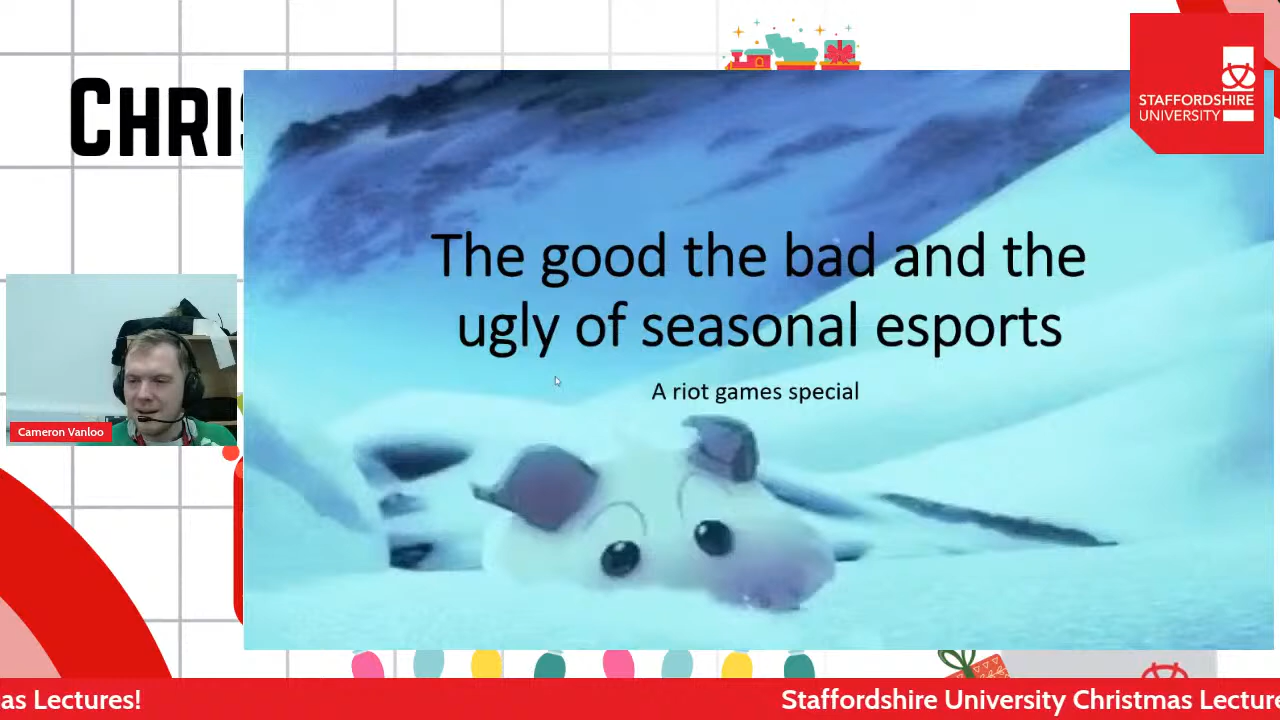 CHRIS
STAFFORDSHIRE
UNIVERSITY
The good the bad and the
ugly of seasonal esports
A riot games special
Cameron Vanloo
as Lectures!
Staffordshire University Christmas Lecture